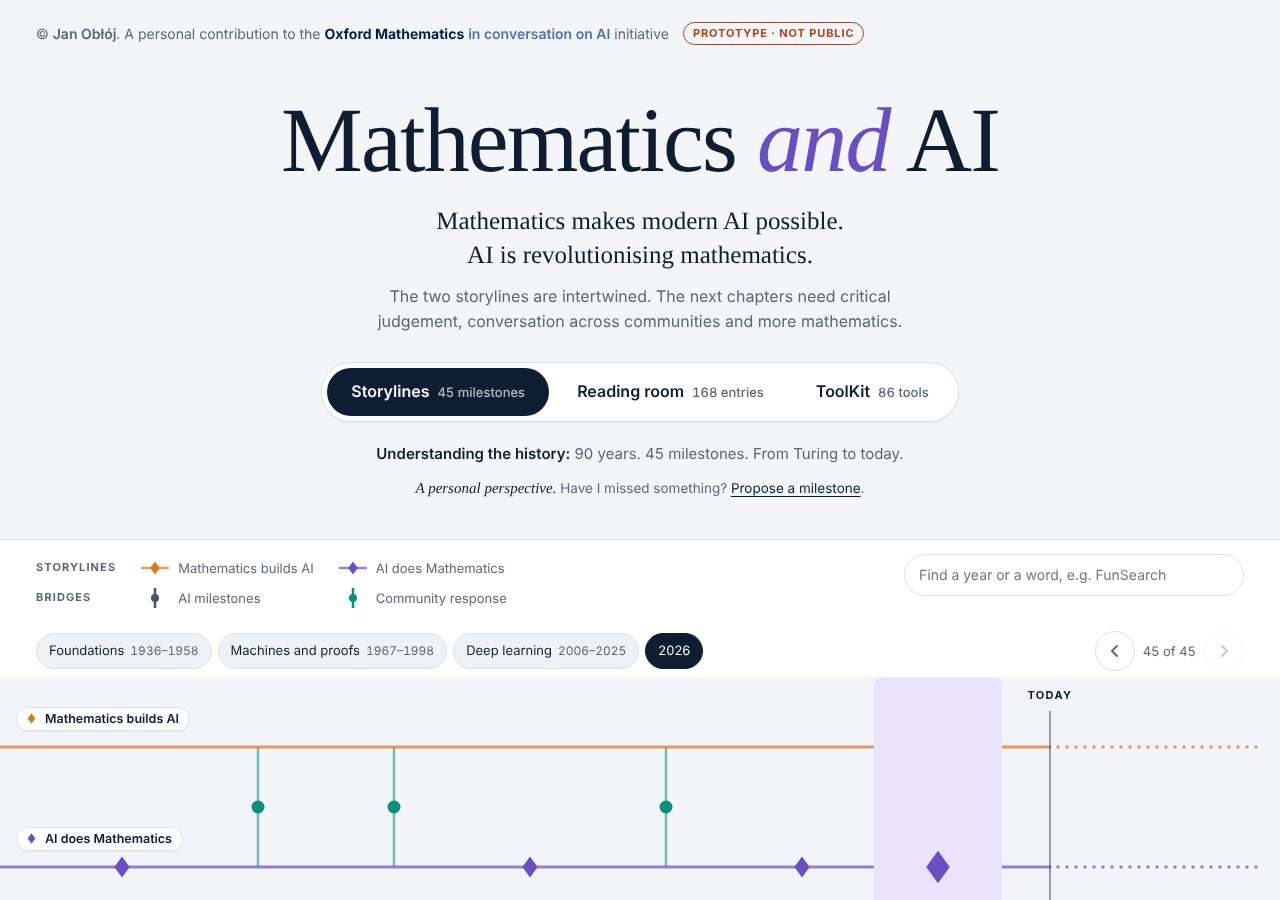 © Jan Obłój. A personal contribution to the Oxford Mathematics in conversation on AI initiative
PROTOTYPE · NOT PUBLIC
Mathematics and AI
Mathematics makes modern AI possible.
AI is revolutionising mathematics.
The two storylines are intertwined. The next chapters need critical
judgement, conversation across communities and more mathematics.
Storylines 45 milestones
Reading room 168 entries
ToolKit 86 tools
Understanding the history: 90 years. 45 milestones. From Turing to today.
A personal perspective. Have I missed something? Propose a milestone.
STORYLINES
Mathematics builds AI
AI does Mathematics
Find a year or a word, e.g. FunSearch
BRIDGES
AI milestones
Community response
Foundations 1936–1958
Machines and proofs 1967–1998
Deep learning 2006–2025
2026
45 of 45
TODAY
Mathematics builds AI
AI does Mathematics